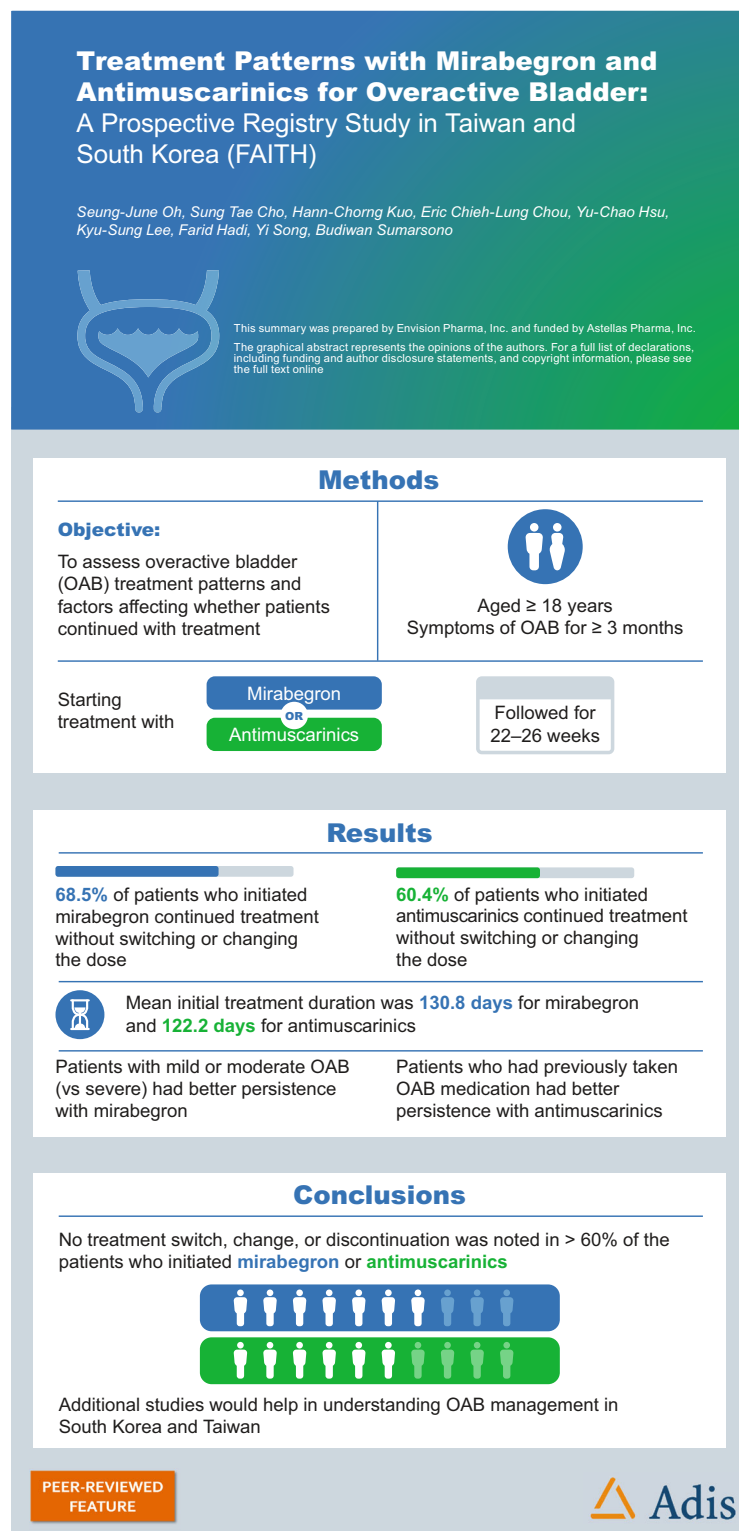 Treatment Patterns with Mirabegron and
Antimuscarinics for Overactive Bladder:
A Prospective Registry Study in Taiwan and
South Korea (FAITH)
Seung-June Oh, Sung Tae Cho, Hann-Chorng Kuo, Eric Chieh-Lung Chou, Yu-Chao Hsu,
Kyu-Sung Lee, Farid Hadi, Yi Song, Budiwan Sumarsono
This summary was prepared by Envision Pharma, Inc. and funded by Astellas Pharma, Inc.
The graphical abstract represents the opinions of the authors. For a full list of declarations,
including funding and author disclosure statements, and copyright information, please see
the full text online
Methods
Objective:
To assess overactive bladder
(OAB) treatment patterns and
factors affecting whether patients
continued with treatment
Aged ≥ 18 years
Symptoms of OAB for ≥ 3 months
Starting
treatment with
Mirabegron
OR
Antimuscarinics
Followed for
22–26 weeks
Results
68.5% of patients who initiated
mirabegron continued treatment
without switching or changing
the dose
60.4% of patients who initiated
antimuscarinics continued treatment
without switching or changing
the dose
Mean initial treatment duration was 130.8 days for mirabegron
and 122.2 days for antimuscarinics
Patients with mild or moderate OAB
(vs severe) had better persistence
with mirabegron
Patients who had previously taken
OAB medication had better
persistence with antimuscarinics
Conclusions
No treatment switch, change, or discontinuation was noted in > 60% of the
patients who initiated mirabegron or antimuscarinics
Additional studies would help in understanding OAB management in
South Korea and Taiwan
PEER-REVIEWED
FEATURE
Adis